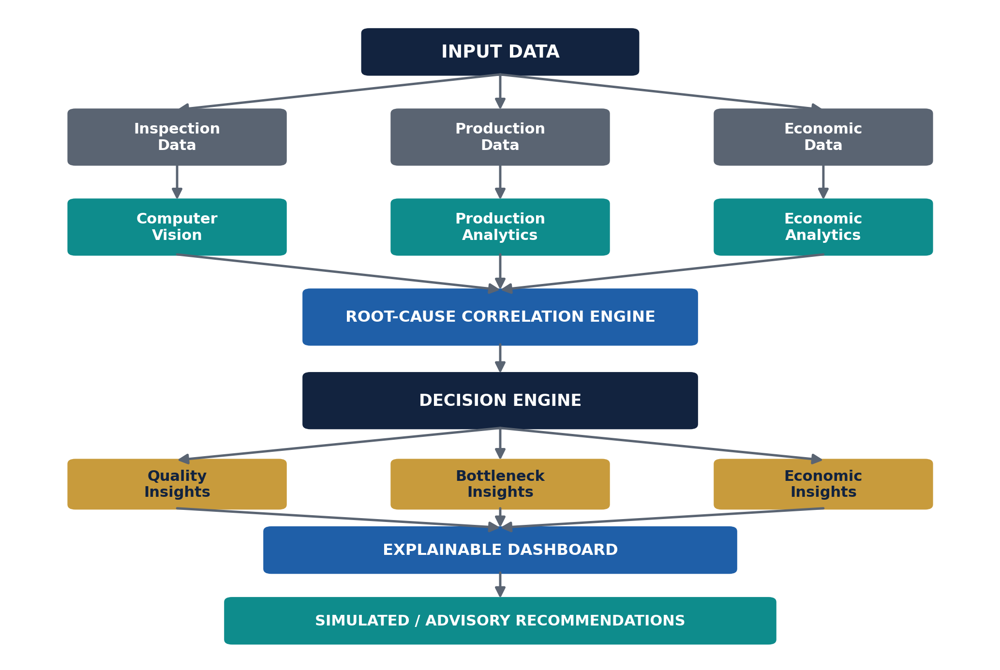 INPUT DATA
Inspection
Data
Production
Data
Economic
Data
Computer
Vision
Production
Analytics
Economic
Analytics
ROOT-CAUSE CORRELATION ENGINE
DECISION ENGINE
Quality
Insights
Bottleneck
Insights
Economic
Insights
EXPLAINABLE DASHBOARD
SIMULATED / ADVISORY RECOMMENDATIONS